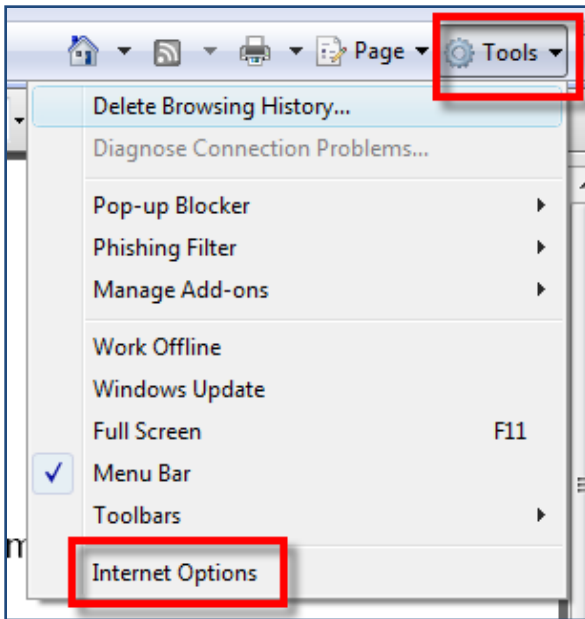 Page Tools
Delete Browsing History...
Diagnose Connection Problems...
Pop-up Blocker
Phishing Filter
Manage Add-ons
Work Offline
Windows Update
Full Screen F11
Menu Bar
Toolbars
Internet Options